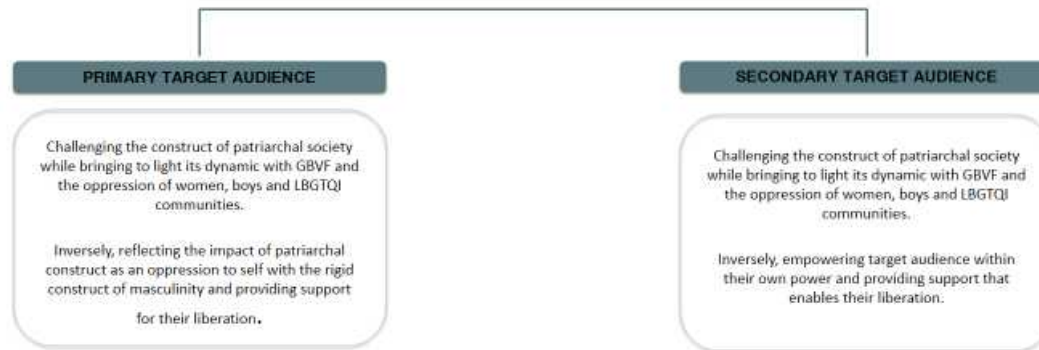 PRIMARY TARGET AUDIENCE
Challenging the construct of patriarchal society
while bringing to light its dynamic with GBVF and
the oppression of women, boys and LBGTQI
communities.
Inversely, reflecting the impact of patriarchal
construct as an oppression to self with the rigid
construct of masculinity and providing support
for their liberation.
SECONDARY TARGET AUDIENCE
Challenging the construct of patriarchal society
while bringing to light its dynamic with GBVF and
the oppression of women, boys and LBGTQI
communities.
Inversely, empowering target audience within
their own power and providing support that
enables their liberation.